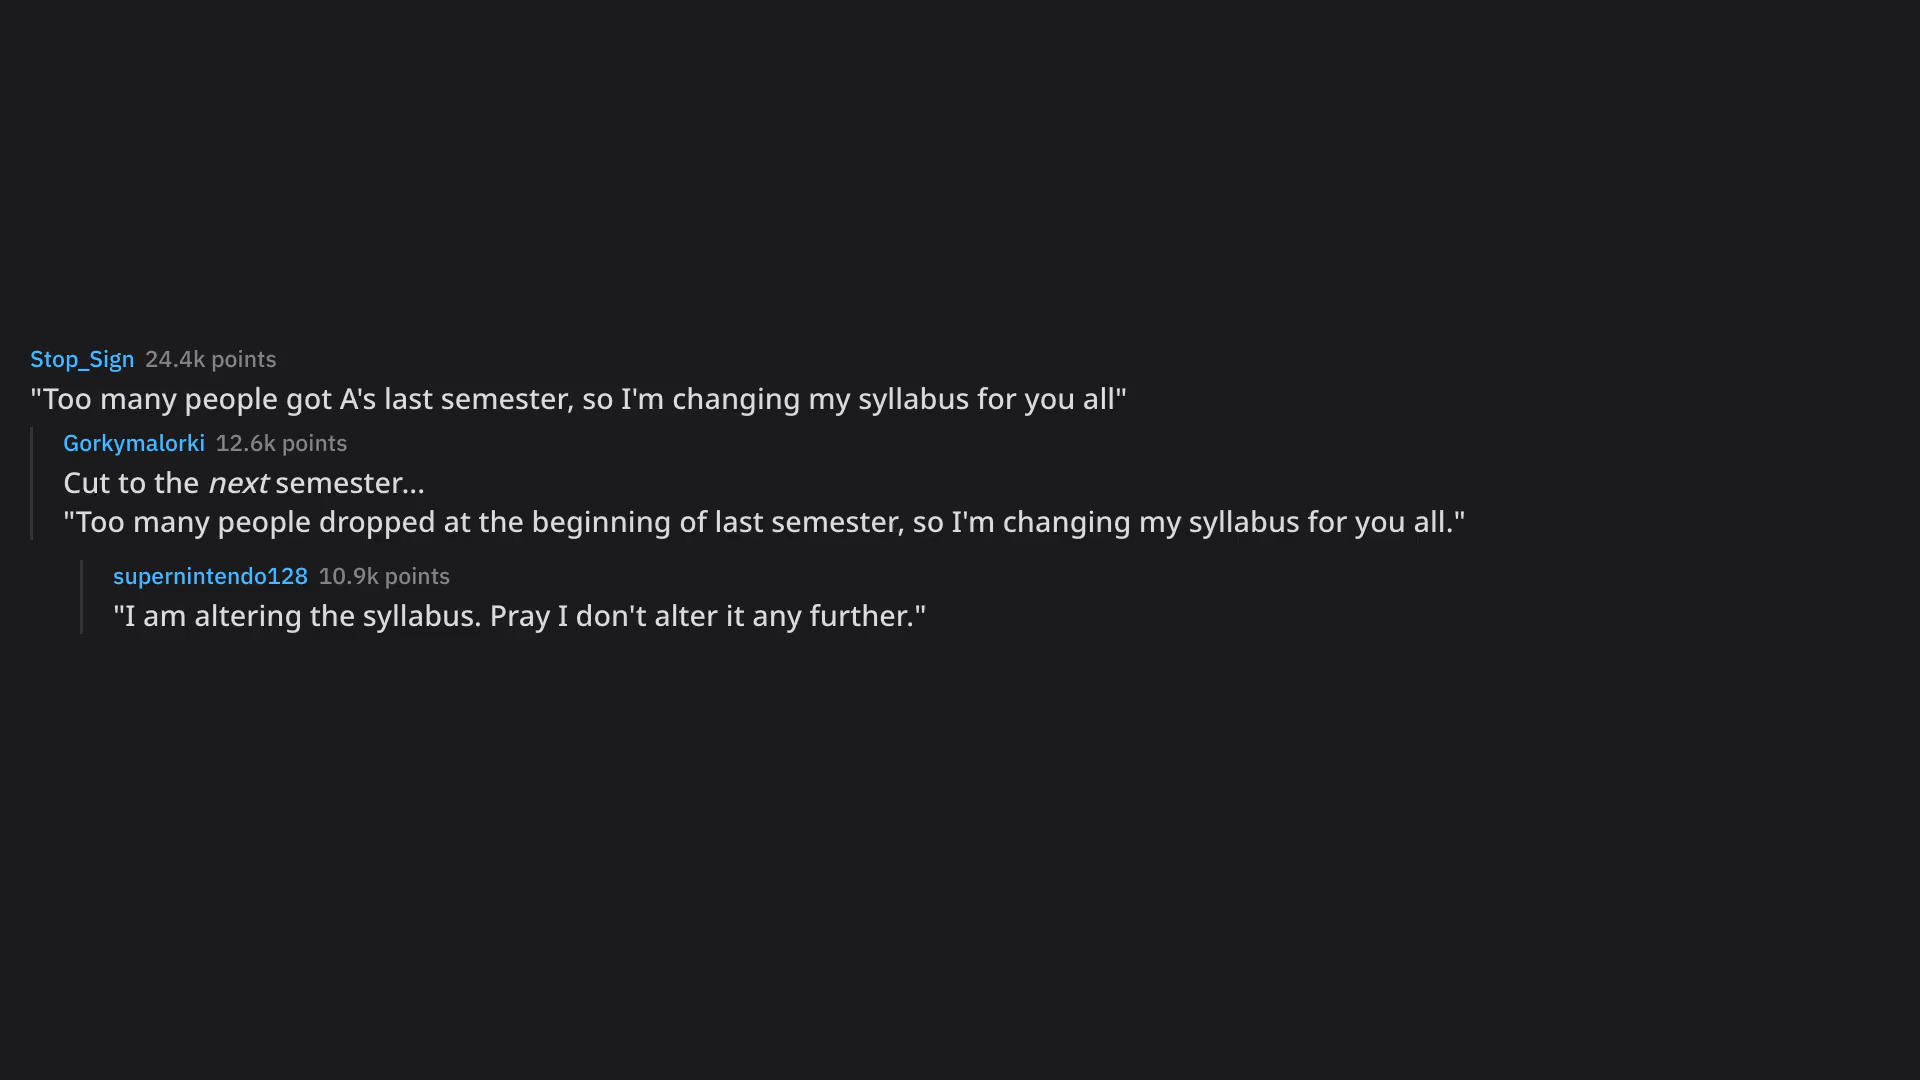 Stop_Sign 24.4k points
"Too many people got A's last semester, so I'm changing my syllabus for you all"
Gorkymalorki 12.6k points
Cut to the next semester...
"Too many people dropped at the beginning of last semester, so I'm changing my syllabus for you all."
supernintendo128 10.9k points
"I am altering the syllabus. Pray I don't alter it any further."